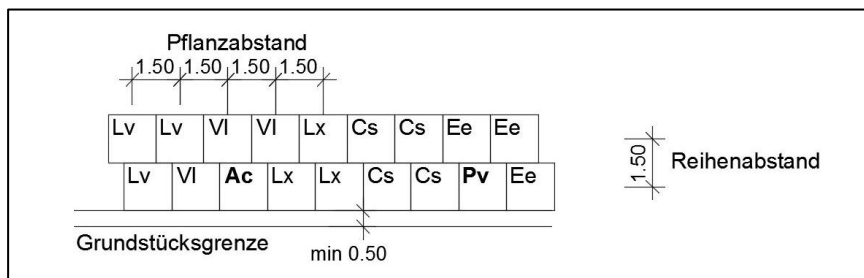 Pflanzabstand
1.50 1.50 1.50 1.50
Lv Lv Vl Vl Lx Cs Cs Ee Ee
Lv Vl Ac Lx Lx Cs Cs Pv Ee
1.50
Reihenabstand
Grundstücksgrenze
min 0.50